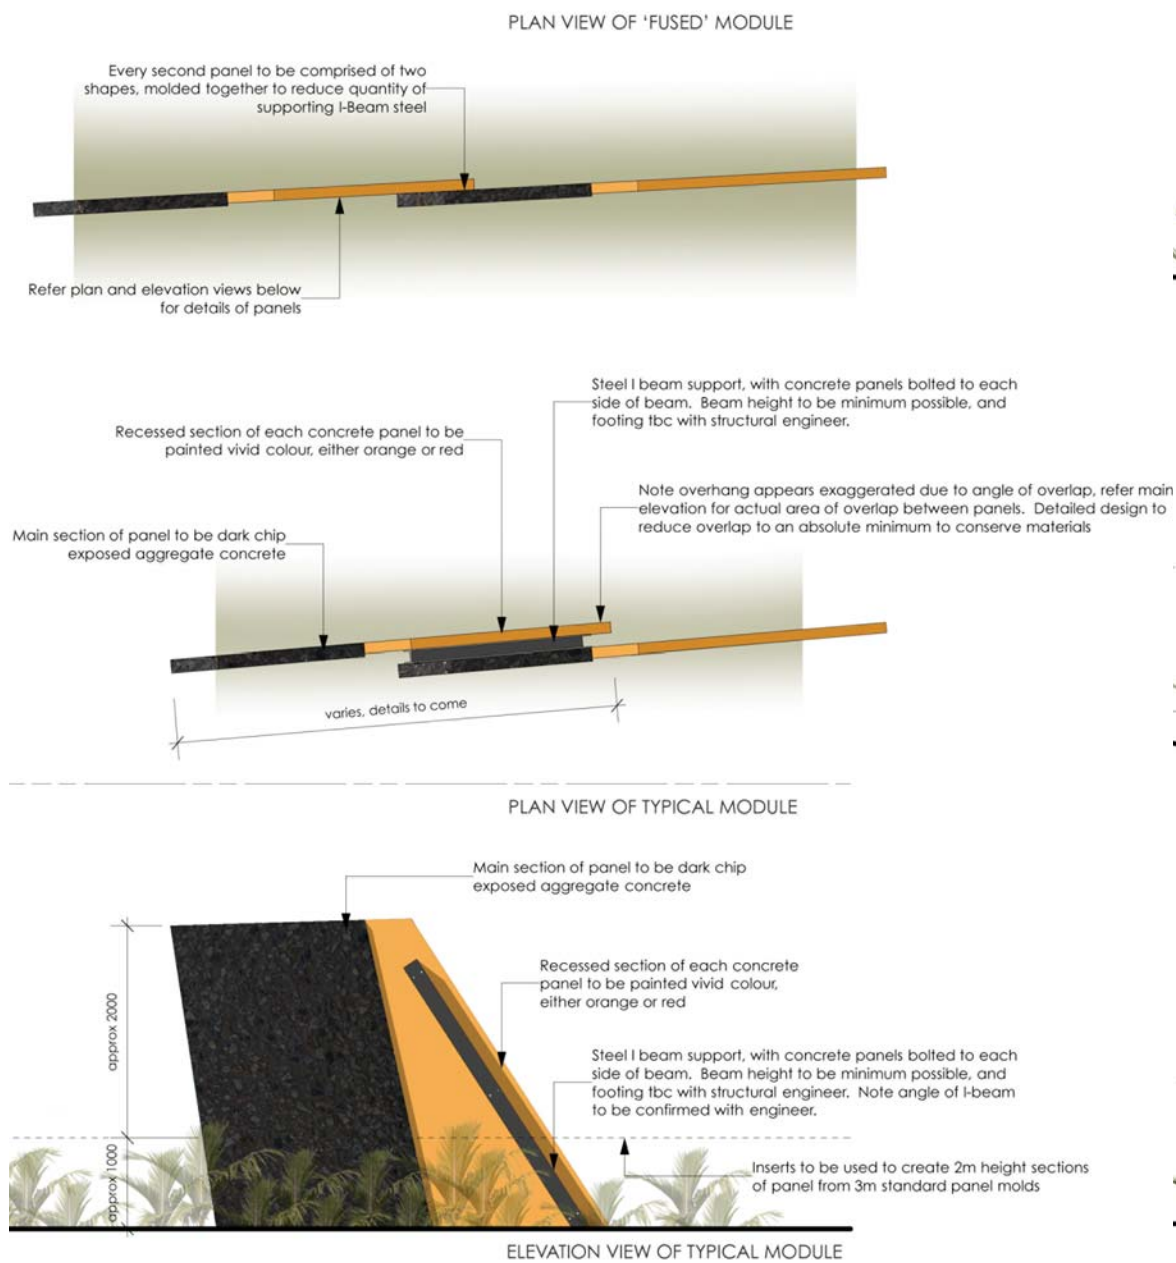 PLAN VIEW OF ‘FUSED’ MODULE
Every second panel to be comprised of two
shapes, molded together to reduce quantity of
supporting I-Beam steel
Refer plan and elevation views below
for details of panels
Steel I beam support, with concrete panels bolted to each
side of beam.  Beam height to be minimum possible, and
footing tbc with structural engineer.
Recessed section of each concrete panel to be
painted vivid colour, either orange or red
Note overhang appears exaggerated due to angle of overlap, refer main
elevation for actual area of overlap between panels.  Detailed design to
reduce overlap to an absolute minimum to conserve materials
Main section of panel to be dark chip
exposed aggregate concrete
varies, details to come
PLAN VIEW OF TYPICAL MODULE
Main section of panel to be dark chip
exposed aggregate concrete
approx 2000
Recessed section of each concrete
panel to be painted vivid colour,
either orange or red
Steel I beam support, with concrete panels bolted to each
side of beam.  Beam height to be minimum possible, and
footing tbc with structural engineer.  Note angle of I-beam
to be confirmed with engineer.
approx 1000
Inserts to be used to create 2m height sections
of panel from 3m standard panel molds
ELEVATION VIEW OF TYPICAL MODULE